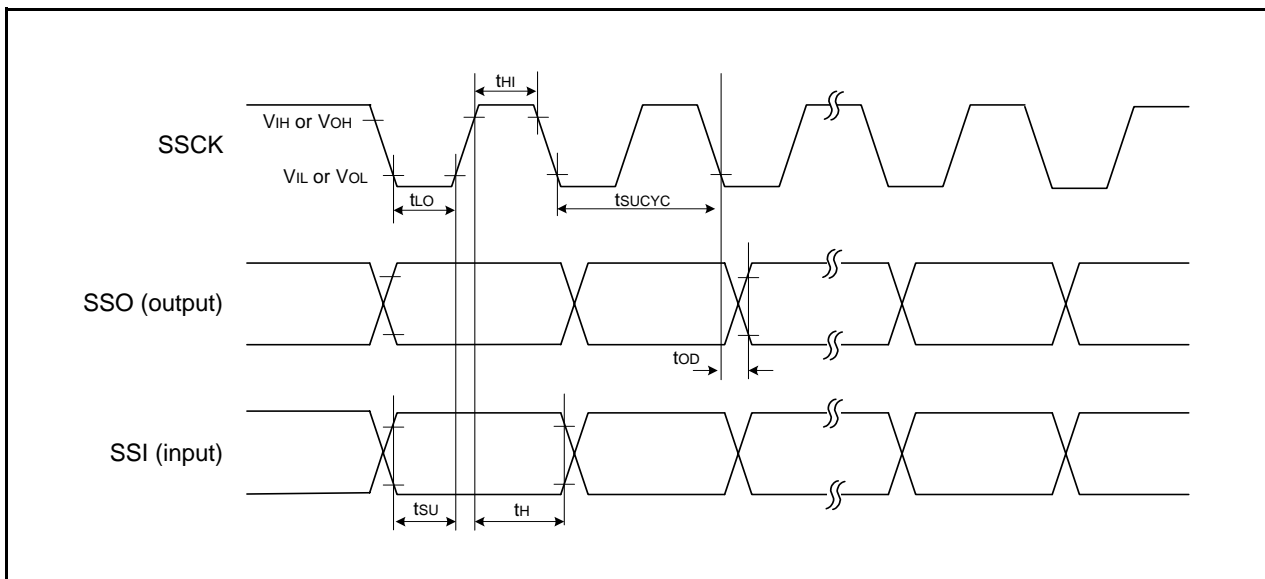 tHI
VIH or VOH
SSCK
VIL or VOL
tLO
tSUCYC
SSO (output)
tOD
SSI (input)
tSU
tH